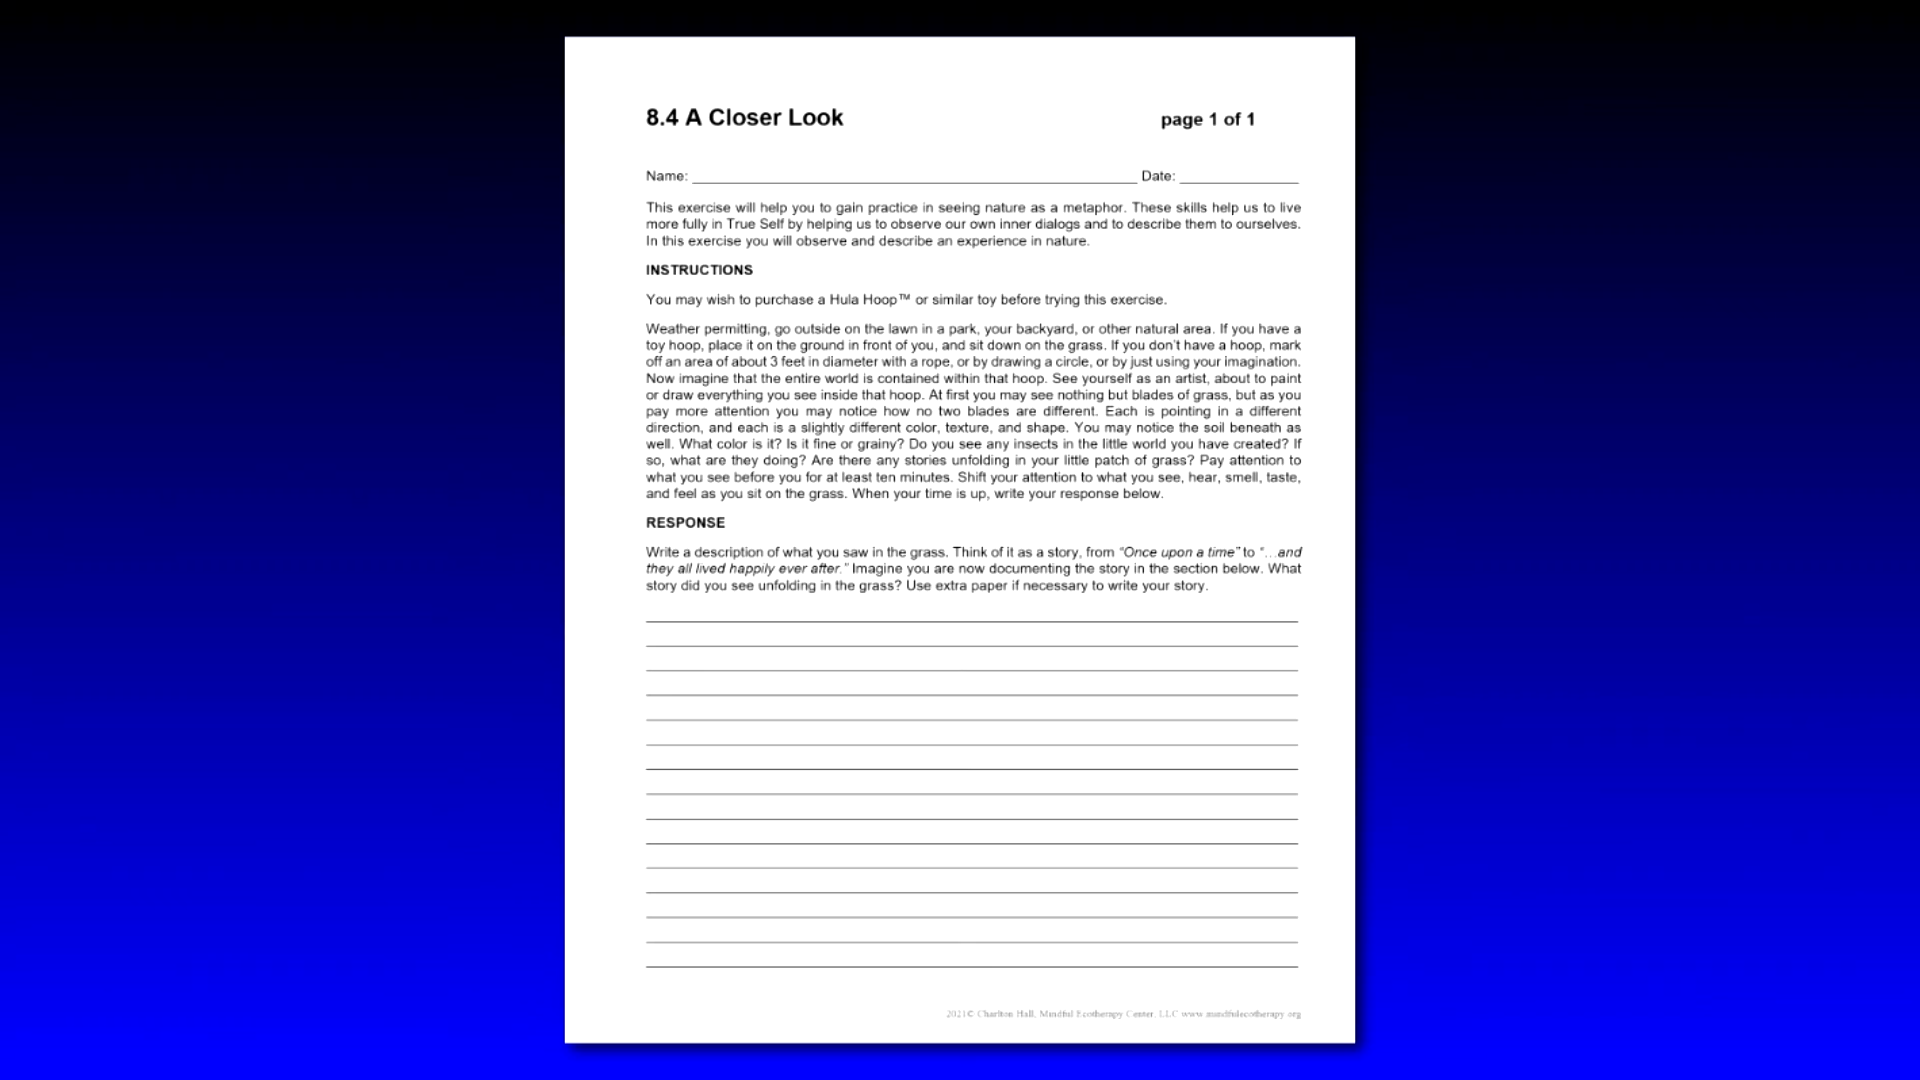 8.4 A Closer Look page 1 of 1
Name: Date:
This exercise will help you to gain practice in seeing nature as a metaphor. These skills help us to live
more fully in True Self by helping us to observe our own inner dialogs and to describe them to ourselves.
In this exercise you will observe and describe an experience in nature.
INSTRUCTIONS
You may wish to purchase a Hula Hoop™ or similar toy before trying this exercise.
Weather permitting, go outside on the lawn in a park, your backyard, or other natural area. If you have a
toy hoop, place it on the ground in front of you, and sit down on the grass. If you don't have a hoop, mark
off an area of about 3 feet in diameter with a rope, or by drawing a circle, or by just using your imagination.
Now imagine that the entire world is contained within that hoop. See yourself as an artist, about to paint
or draw everything you see inside that hoop. At first you may see nothing but blades of grass, but as you
pay more attention you may notice how no two blades are different. Each is pointing in a different
direction, and each is a slightly different color, texture, and shape. You may notice the soil beneath as
well. What color is it? Is it fine or grainy? Do you see any insects in the little world you have created? If
so, what are they doing? Are there any stories unfolding in your little patch of grass? Pay attention to
what you see before you for at least ten minutes. Shift your attention to what you see, hear, smell, taste,
and feel as you sit on the grass. When your time is up, write your response below.
RESPONSE
Write a description of what you saw in the grass. Think of it as a story, from “Once upon a time” to “…and
they all lived happily ever after.” Imagine you are now documenting the story in the section below. What
story did you see unfolding in the grass? Use extra paper if necessary to write your story.
2021© Charlton Hall, Mindful Ecotherapy Center, LLC www.mindfulecotherapy.org